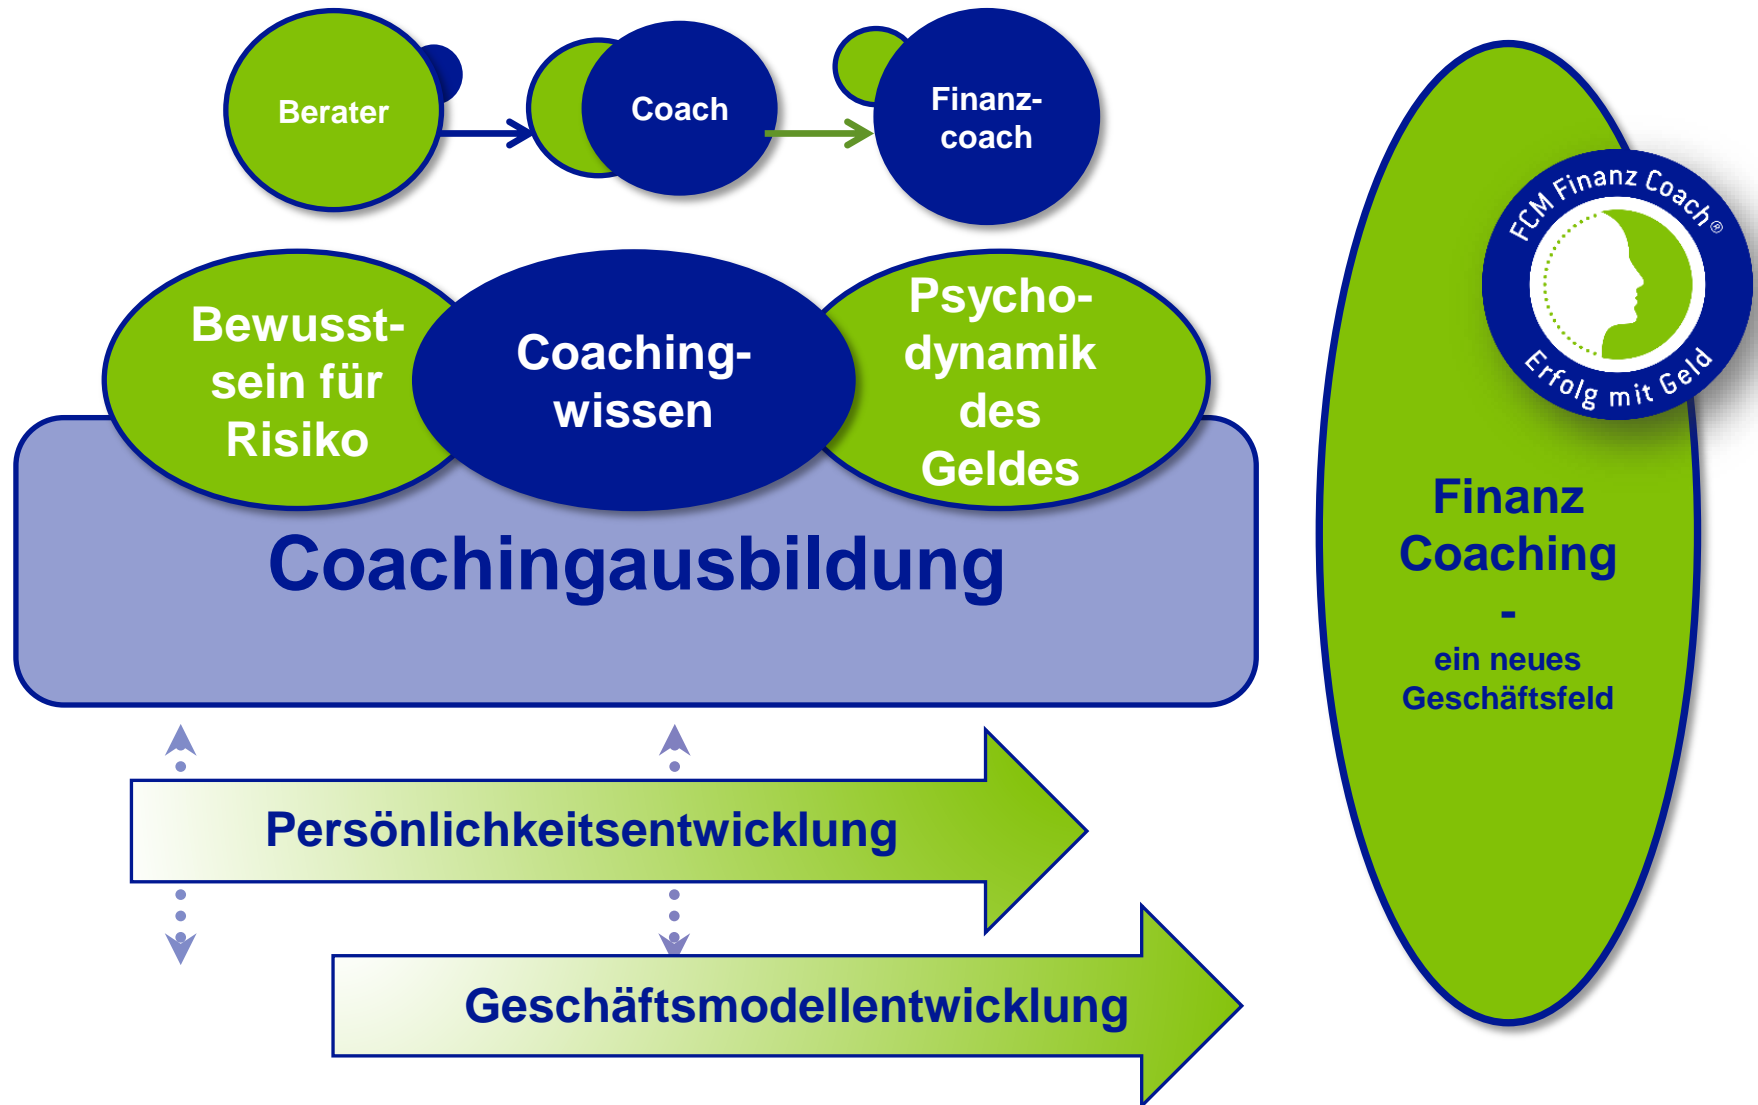 Berater
Coach
Finanz-
coach
Bewusst-
sein für
Risiko
Coaching-
wissen
Psycho-
dynamik
des
Geldes
Coachingausbildung
Persönlichkeitsentwicklung
Geschäftsmodellentwicklung
FCM Finanz Coach®
Erfolg mit Geld
Finanz
Coaching
-
ein neues
Geschäftsfeld